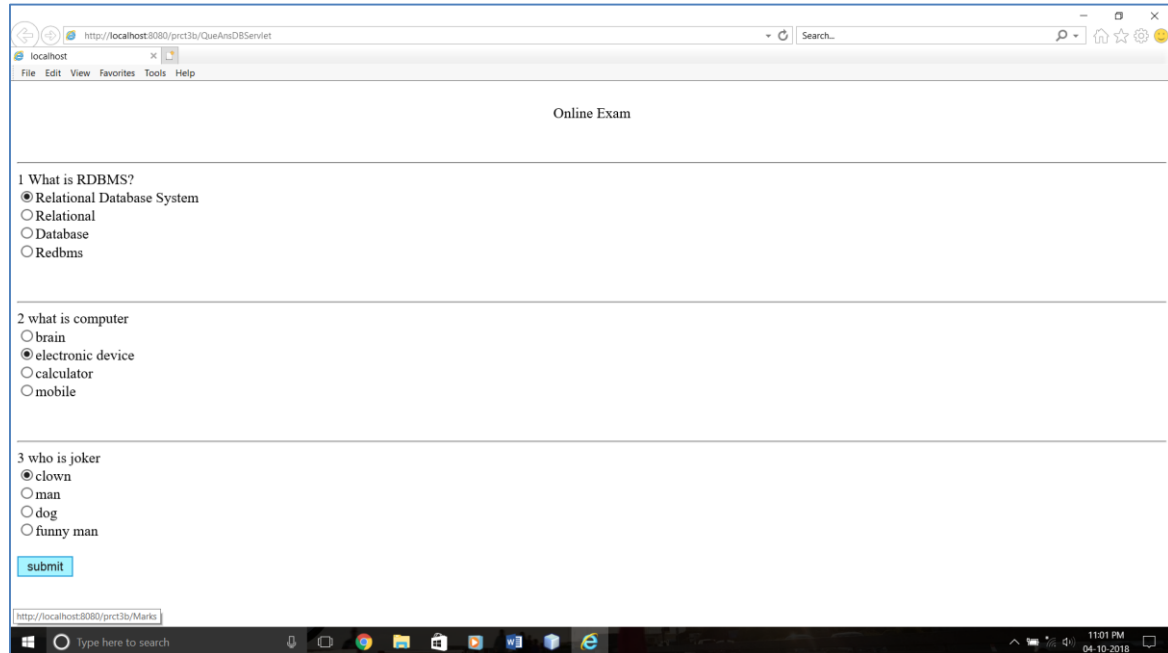 http://localhost:8080/prct3b/QueAnsDBServlet
Search...
localhost
File Edit View Favorites Tools Help
Online Exam
1 What is RDBMS?
Relational Database System
Relational
Database
Redbms
2 what is computer
brain
electronic device
calculator
mobile
3 who is joker
clown
man
dog
funny man
submit
http://localhost:8080/prct3b/Marks
Type here to search
11:01 PM
04-10-2018